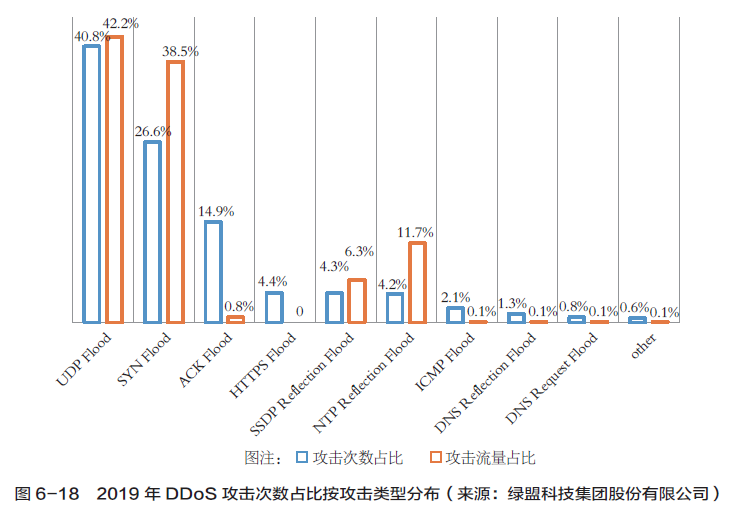 42.2%
40.8%
38.5%
26.6%
14.9%
0.8%
4.4%
0
4.3%
6.3%
4.2%
11.7%
2.1%
0.1%
1.3%
0.1%
0.8%
0.1%
0.6%
0.1%
UDP Flood
SYN Flood
ACK Flood
HTTPS Flood
SSDP Reflection Flood
NTP Reflection Flood
ICMP Flood
DNS Reflection Flood
DNS Request Flood
other
图注： 攻击次数占比 攻击流量占比
图 6-18 2019 年 DDoS 攻击次数占比按攻击类型分布（来源：绿盟科技集团股份有限公司）